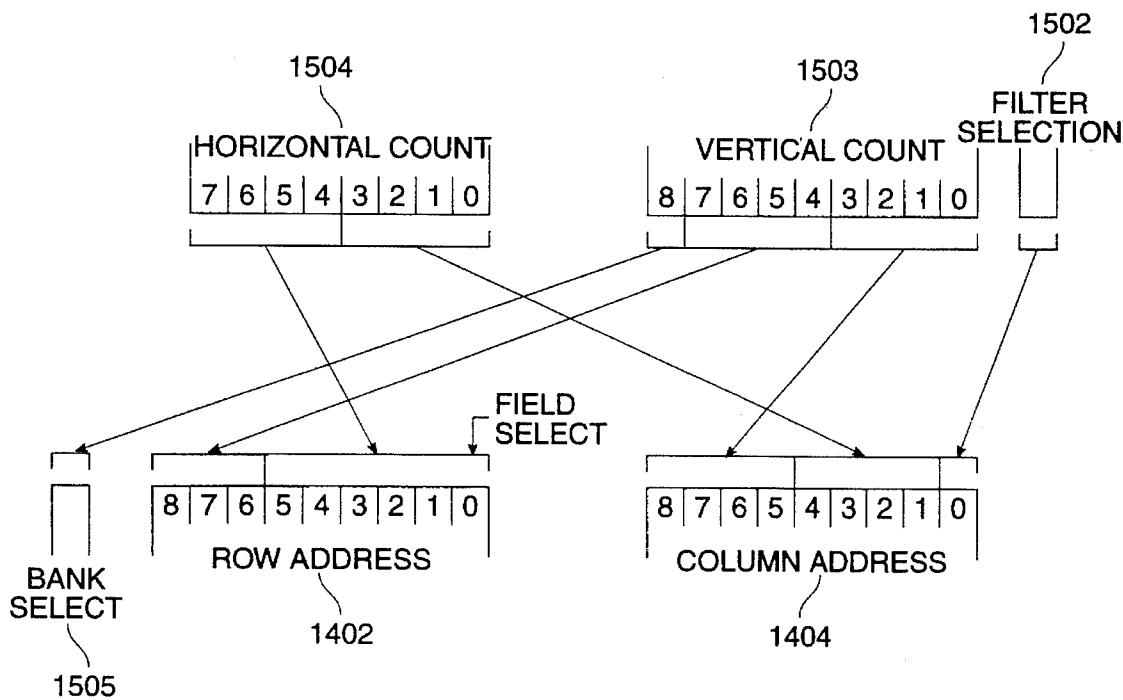 1502
1504
1503
FILTER
SELECTION
HORIZONTAL COUNT
VERTICAL COUNT
7 6 5 4 3 2 1 0
8 7 6 5 4 3 2 1 0
FIELD
SELECT
8 7 6 5 4 3 2 1 0
8 7 6 5 4 3 2 1 0
ROW ADDRESS
COLUMN ADDRESS
BANK
SELECT
1402
1404
1505